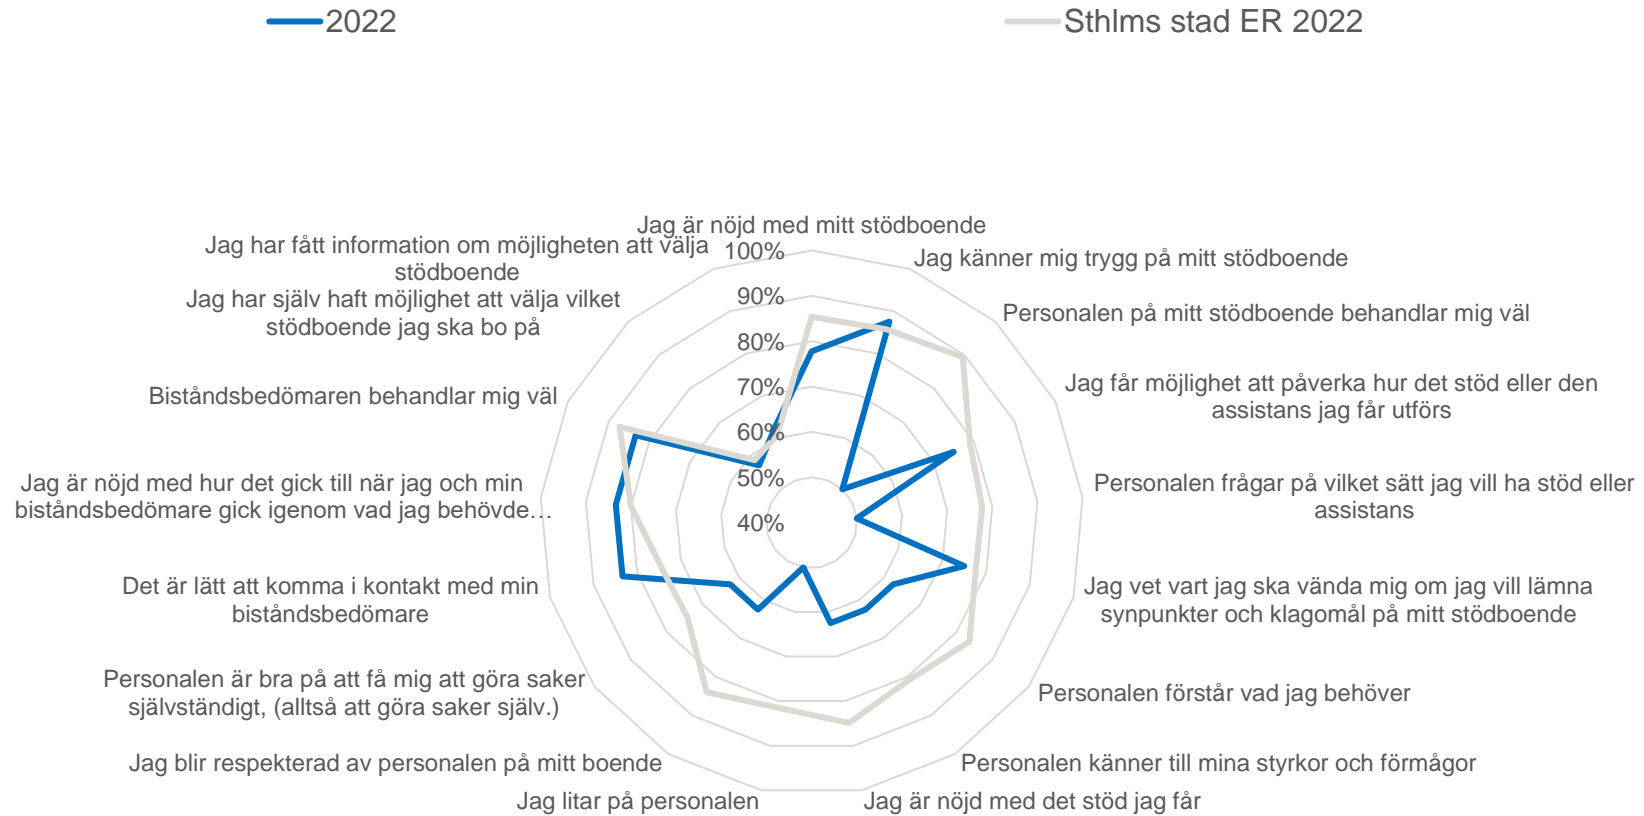 2022
Sthlms stad ER 2022
Jag är nöjd med mitt stödboende
Jag känner mig trygg på mitt stödboende
Personalen på mitt stödboende behandlar mig väl
Jag får möjlighet att påverka hur det stöd eller den
assistans jag får utförs
Personalen frågar på vilket sätt jag vill ha stöd eller
assistans
Jag vet vart jag ska vända mig om jag vill lämna
synpunkter och klagomål på mitt stödboende
Personalen förstår vad jag behöver
Personalen känner till mina styrkor och förmågor
Jag är nöjd med det stöd jag får
Jag litar på personalen
Jag blir respekterad av personalen på mitt boende
Personalen är bra på att få mig att göra saker
självständigt, (alltså att göra saker själv.)
Det är lätt att komma i kontakt med min
biståndsbedömare
Jag är nöjd med hur det gick till när jag och min
biståndsbedömare gick igenom vad jag behövde…
Biståndsbedömaren behandlar mig väl
Jag har själv haft möjlighet att välja vilket
stödboende jag ska bo på
Jag har fått information om möjligheten att välja
stödboende
100%
90%
80%
70%
60%
50%
40%